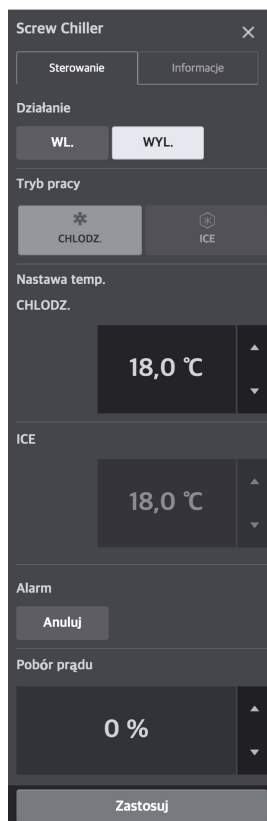 Screw Chiller
Sterowanie Informacje
Działanie
WL. WYL.
Tryb pracy
CHLODZ. ICE
Nastawa temp.
CHLODZ.
18,0 °C
ICE
18,0 °C
Alarm
Anuluj
Pobór prądu
0 %
Zastosuj